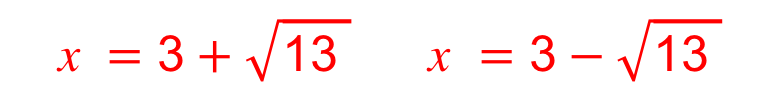 x = 3 + √13 x = 3 − √13